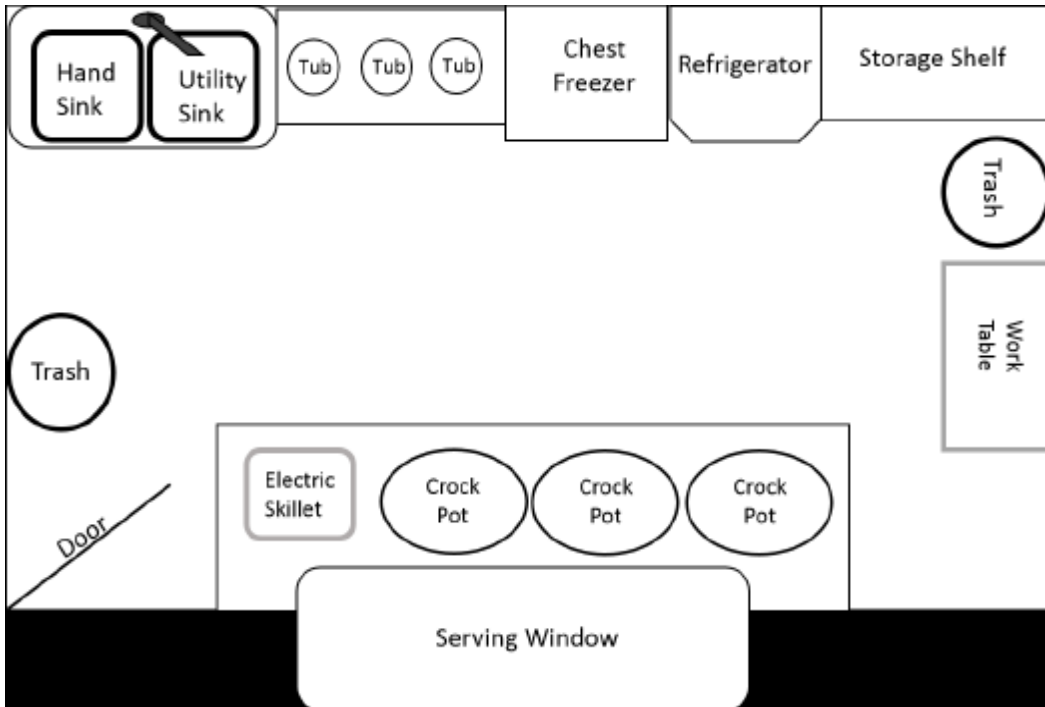 Hand
Sink
Utility
Sink
Tub
Tub
Tub
Chest
Freezer
Refrigerator
Storage Shelf
Trash
Work
Table
Trash
Door
Electric
Skillet
Crock
Pot
Crock
Pot
Crock
Pot
Serving Window